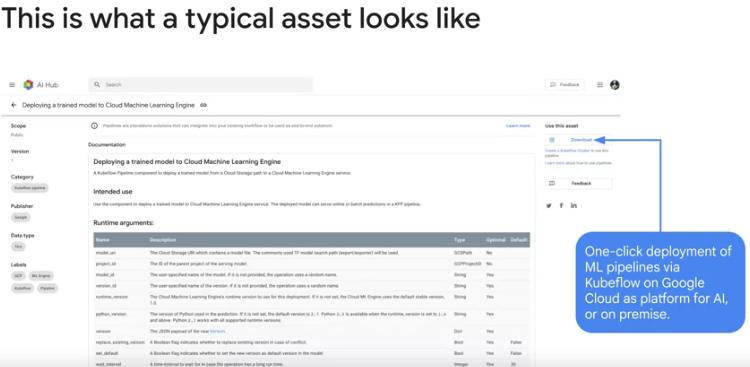 This is what a typical asset looks like
AI Hub
Search
Feedback
Deploying a trained model to Cloud Machine Learning Engine
Scope
Public
Version
1
Category
Kubeflow pipeline
Publisher
Google
Data type
Text
Labels
GCP
ML Engine
Kubeflow
Pipeline
Pipelines are standalone solutions that can integrate into your existing workflow or be used as end-to-end solutions
Learn more
Documentation
Deploying a trained model to Cloud Machine Learning Engine
A Kubeflow Pipeline component to deploy a trained model from a Cloud Storage path to a Cloud Machine Learning Engine service.
Intended use
Use the component to deploy a trained model to Cloud Machine Learning Engine service. The deployed model can serve online or batch predictions in a KFP pipeline.
Runtime arguments:
Name Description Type Optional Default
model_uri The Cloud Storage URI which contains a model file. The commonly used TF model search path (export/exporter) will be used. GCSPath No
project_id The ID of the parent project of the serving model. GCPProjectID No
model_id The user-specified name of the model. If it is not provided, the operation uses a random name. String Yes
version_id The user-specified name of the version. If it is not provided, the operation uses a random name. String Yes
runtime_version The Cloud Machine Learning Engine's runtime version to use for this deployment. If it is not set, the Cloud ML Engine uses the default stable version, String Yes
1.0.
python_version The version of Python used in the prediction. If it is not set, the default version is 2.7. Python 3.5 is available when the runtime_version is set to 1.4 String Yes
and above. Python 2.7 works with all supported runtime versions.
version The JSON payload of the new Version. Dict Yes
replace_existing_version A Boolean flag indicates whether to replace existing version in case of conflict. Bool Yes False
set_default A Boolean flag indicates whether to set the new version as default version in the model. Bool Yes False
wait_interval A time-interval to wait for in case the operation has a long run time. Integer Yes 30
Use this asset
Download
Create a Kubeflow cluster to use this
pipeline
Learn more about how to use pipelines
Feedback
One-click deployment of
ML pipelines via
Kubeflow on Google
Cloud as platform for AI,
or on premise.